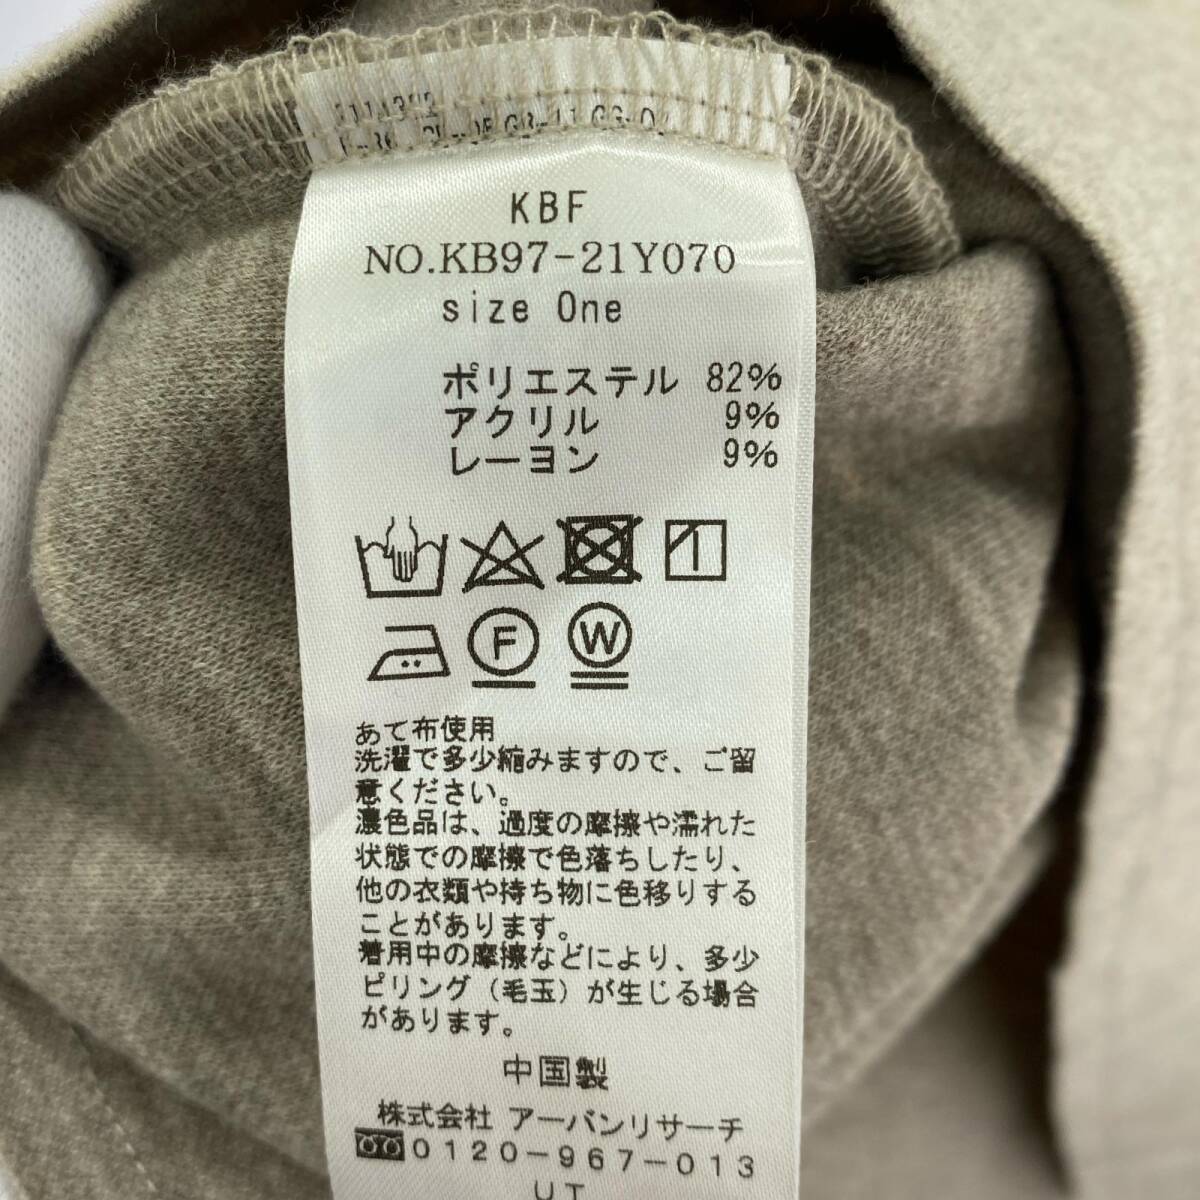 KBF
NO.KB97-21Y070
size One
ポリエステル 82%
アクリル 9%
レーヨン 9%
F W
あて布使用
洗濯で多少縮みますので、ご留
意ください。
濃色品は、過度の摩擦や濡れた
状態での摩擦で色落ちしたり、
他の衣類や持ち物に色移りする
ことがあります。
着用中の摩擦などにより、多少
ピリング(毛玉)が生じる場合
があります。
中国製
株式会社 アーバンリサーチ
0120-967-013
UT